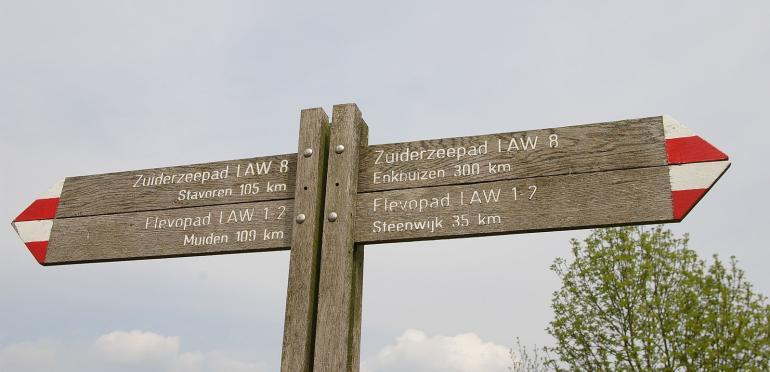 Zuiderzeepad LAW 8
Stavoren 105 km
Flevopad LAW 1-2
Muiden 109 km
Zuiderzeepad LAW 8
Enkhuizen 300 km
Flevopad LAW 1-2
Steenwijk 35 km